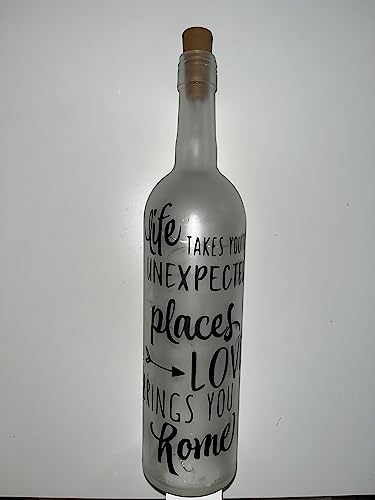 life
TAKES YOU
UNEXPECTED
places
LOVE
BRINGS YOU
home